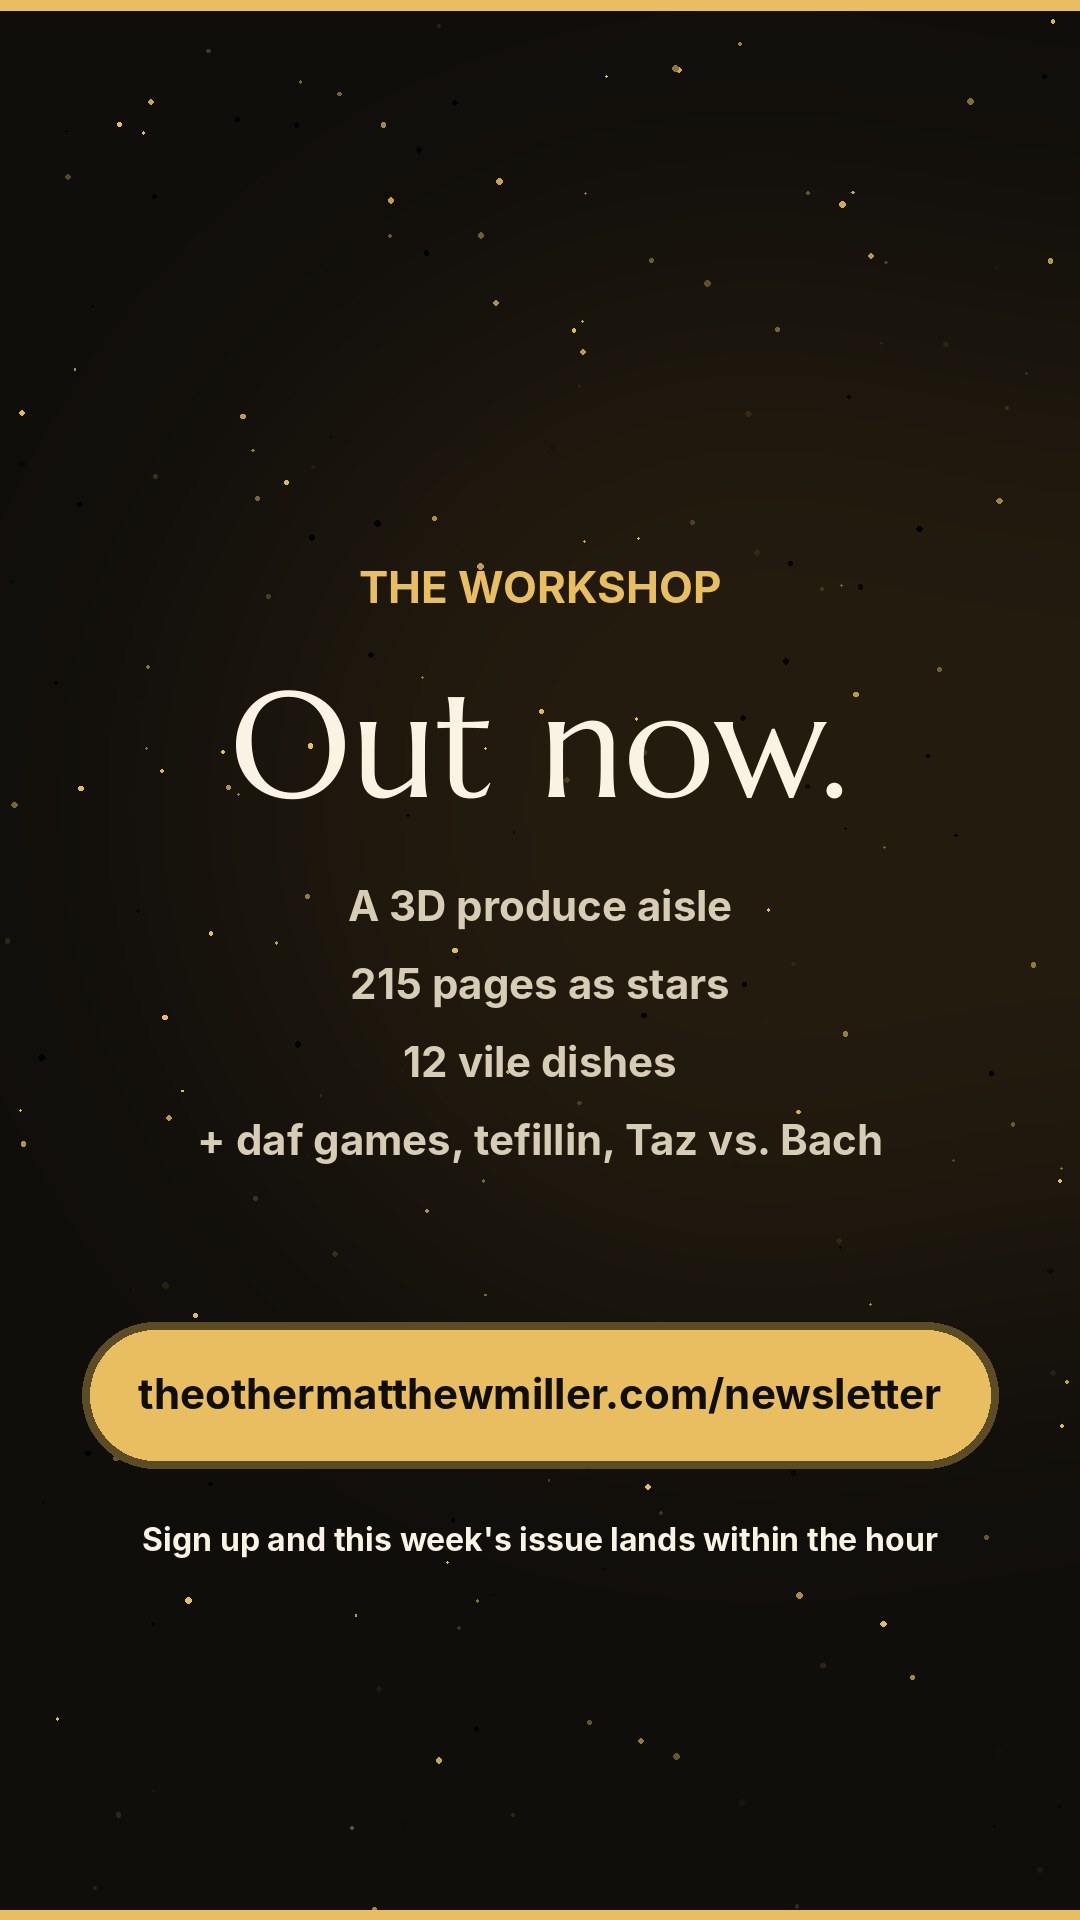 THE WORKSHOP
Out now.
A 3D produce aisle
215 pages as stars
12 vile dishes
+ daf games, tefillin, Taz vs. Bach
theothermatthewmiller.com/newsletter
Sign up and this week's issue lands within the hour